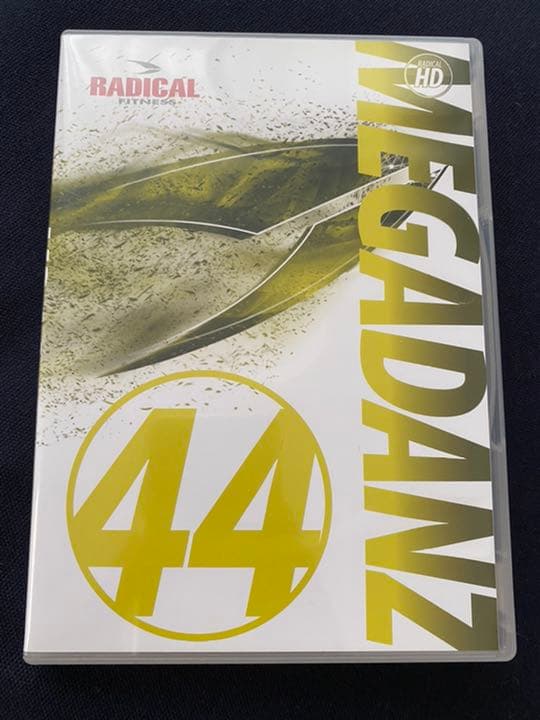 RADICAL
FITNESS
RADICAL
HD
MEGADANZ
44